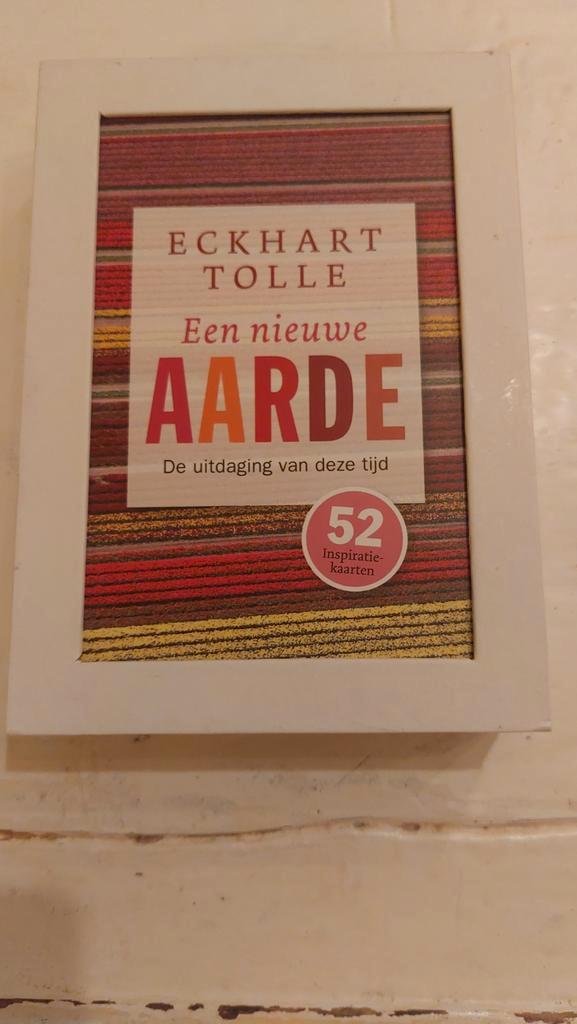 ECKHART
TOLLE
Een nieuwe
AARDE
De uitdaging van deze tijd
52
Inspiratie-
kaarten